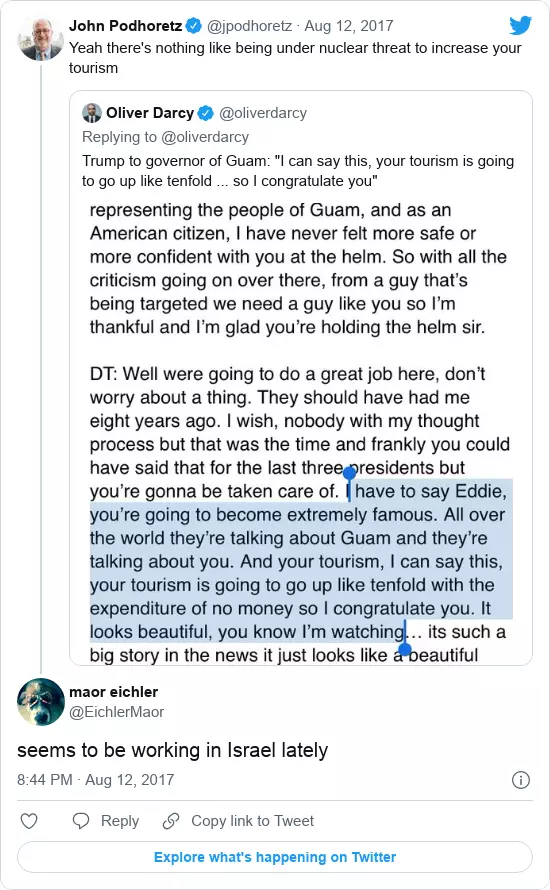 John Podhoretz @jpodhoretz · Aug 12, 2017
Yeah there's nothing like being under nuclear threat to increase your
tourism
Oliver Darcy @oliverdarcy
Replying to @oliverdarcy
Trump to governor of Guam: "I can say this, your tourism is going
to go up like tenfold ... so I congratulate you"
representing the people of Guam, and as an
American citizen, I have never felt more safe or
more confident with you at the helm. So with all the
criticism going on over there, from a guy that's
being targeted we need a guy like you so I'm
thankful and I'm glad you're holding the helm sir.
DT: Well were going to do a great job here, don't
worry about a thing. They should have had me
eight years ago. I wish, nobody with my thought
process but that was the time and frankly you could
have said that for the last three presidents but
you're gonna be taken care of. I have to say Eddie,
you're going to become extremely famous. All over
the world they're talking about Guam and they're
talking about you. And your tourism, I can say this,
your tourism is going to go up like tenfold with the
expenditure of no money so I congratulate you. It
looks beautiful, you know I'm watching... its such a
big story in the news it just looks like a beautiful
maor eichler
@EichlerMaor
seems to be working in Israel lately
8:44 PM · Aug 12, 2017
Reply Copy link to Tweet
Explore what's happening on Twitter